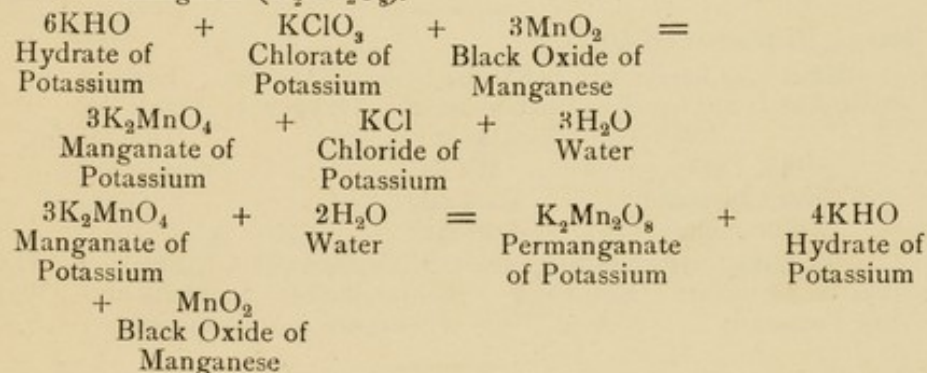 6KHO + KClO₃ + 3MnO₂ =
Hydrate of Chlorate of Black Oxide of
Potassium Potassium Manganese
3K₂MnO₄ + KCl + 3H₂O
Manganate of Chloride of Water
Potassium Potassium
3K₂MnO₄ + 2H₂O = K₂Mn₂O₈ + 4KHO
Manganate of Water Permanganate Hydrate of
Potassium of Potassium Potassium
+ MnO₂
Black Oxide of
Manganese